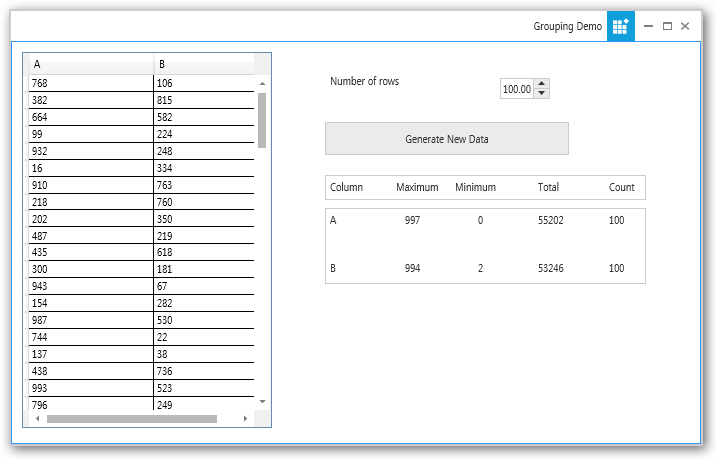 Grouping Demo
A B
768 106
382 815
664 582
99 224
932 248
16 334
910 763
218 760
202 350
487 219
435 618
300 181
943 67
154 282
987 530
744 22
137 38
438 736
993 523
796 249
Number of rows 100.00
Generate New Data
Column Maximum Minimum Total Count
A 997 0 55202 100
B 994 2 53246 100